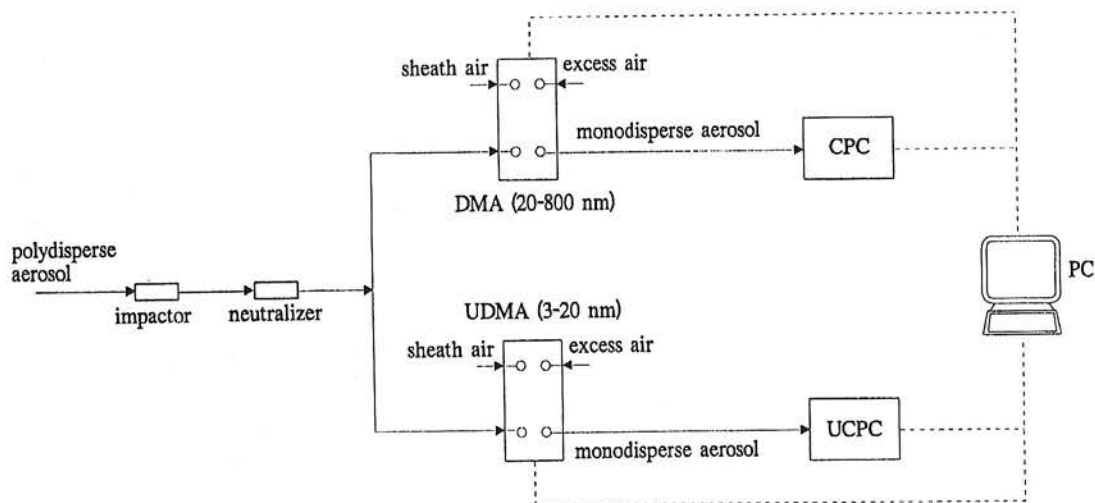 sheath air
excess air
monodisperse aerosol
CPC
DMA (20-800 nm)
polydisperse
aerosol
impactor
neutralizer
PC
UDMA (3-20 nm)
sheath air
excess air
monodisperse aerosol
UCPC